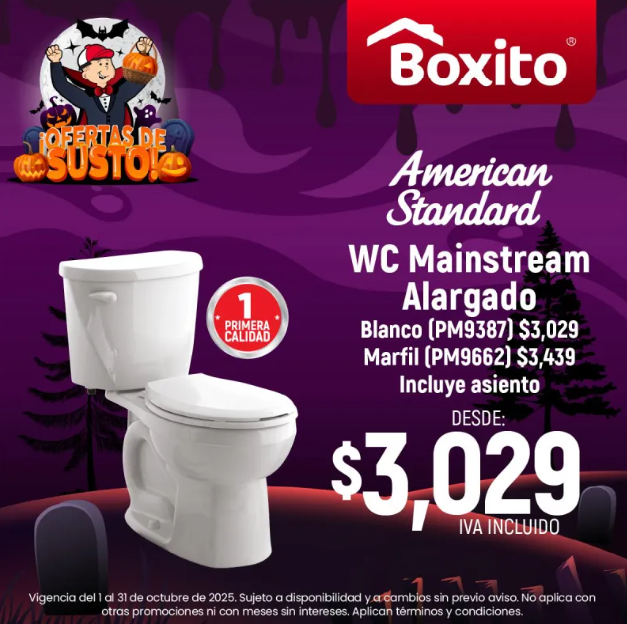 ¡OFERTAS DE
SUSTO!
Boxito®
American
Standard
WC Mainstream
Alargado
Blanco (PM9387) $3,029
Marfil (PM9662) $3,439
Incluye asiento
1
PRIMERA
CALIDAD
DESDE:
$3,029
IVA INCLUIDO
Vigencia del 1 al 31 de octubre de 2025. Sujeto a disponibilidad y a cambios sin previo aviso. No aplica con
otras promociones ni con meses sin intereses. Aplican términos y condiciones.